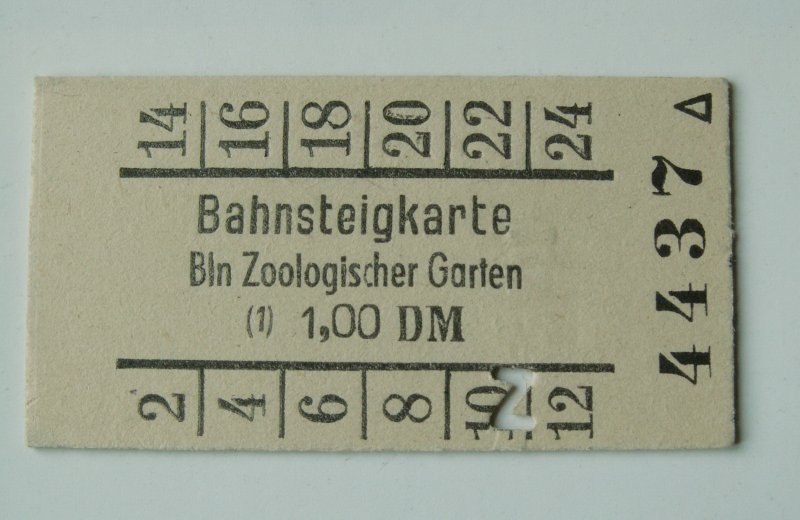 14 16 18 20 22 24
Bahnsteigkarte
Bln Zoologischer Garten
(1) 1,00 DM
2 4 6 8 10 12
4437